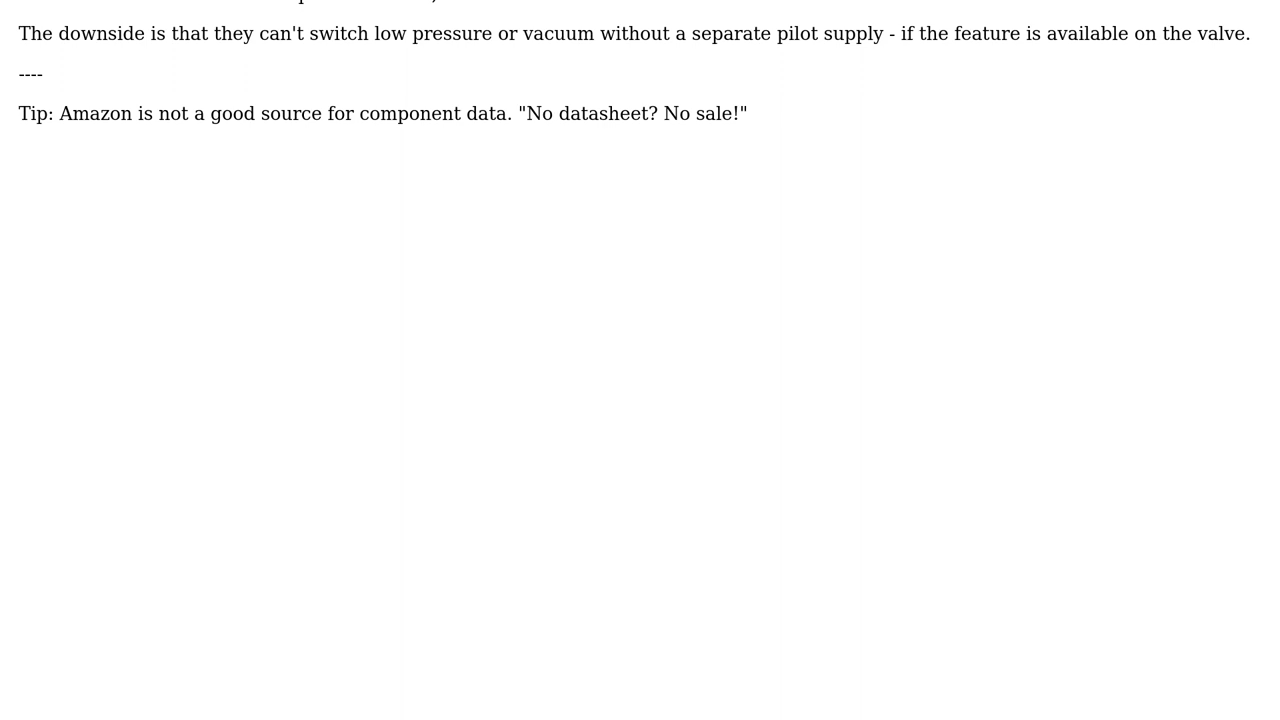 The downside is that they can't switch low pressure or vacuum without a separate pilot supply - if the feature is available on the valve.
----
Tip: Amazon is not a good source for component data. "No datasheet? No sale!"